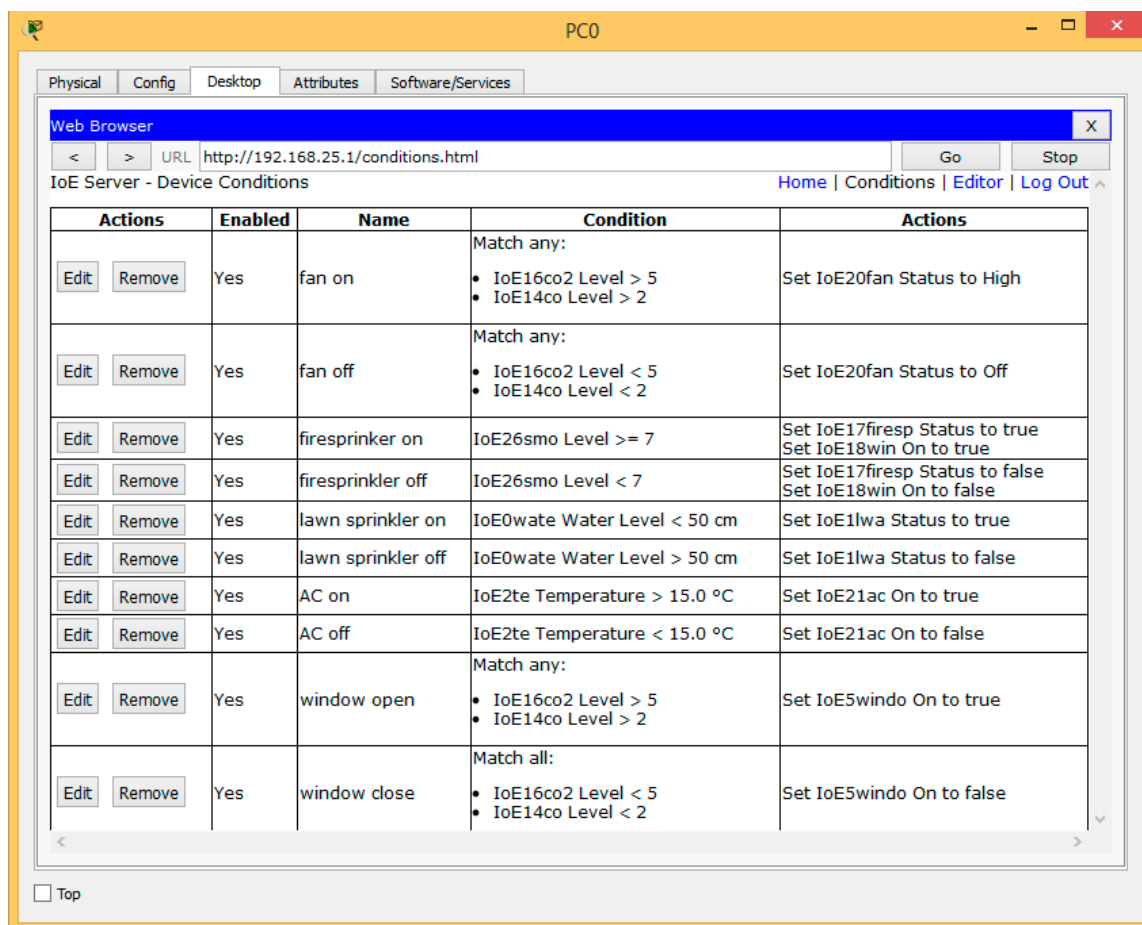 PC0
Physical Config Desktop Attributes Software/Services
Web Browser X
< > URL http://192.168.25.1/conditions.html Go Stop
IoE Server - Device Conditions Home | Conditions | Editor | Log Out
Actions Enabled Name Condition Actions
Match any:
Edit Remove Yes fan on • IoE16co2 Level > 5 Set IoE20fan Status to High
• IoE14co Level > 2
Match any:
Edit Remove Yes fan off • IoE16co2 Level < 5 Set IoE20fan Status to Off
• IoE14co Level < 2
Edit Remove Yes firesprinker on IoE26smo Level >= 7 Set IoE17firesp Status to true
Set IoE18win On to true
Edit Remove Yes firesprinkler off IoE26smo Level < 7 Set IoE17firesp Status to false
Set IoE18win On to false
Edit Remove Yes lawn sprinkler on IoE0wate Water Level < 50 cm Set IoE1lwa Status to true
Edit Remove Yes lawn sprinkler off IoE0wate Water Level > 50 cm Set IoE1lwa Status to false
Edit Remove Yes AC on IoE2te Temperature > 15.0 °C Set IoE21ac On to true
Edit Remove Yes AC off IoE2te Temperature < 15.0 °C Set IoE21ac On to false
Match any:
Edit Remove Yes window open • IoE16co2 Level > 5 Set IoE5windo On to true
• IoE14co Level > 2
Match all:
Edit Remove Yes window close • IoE16co2 Level < 5 Set IoE5windo On to false
• IoE14co Level < 2
Top